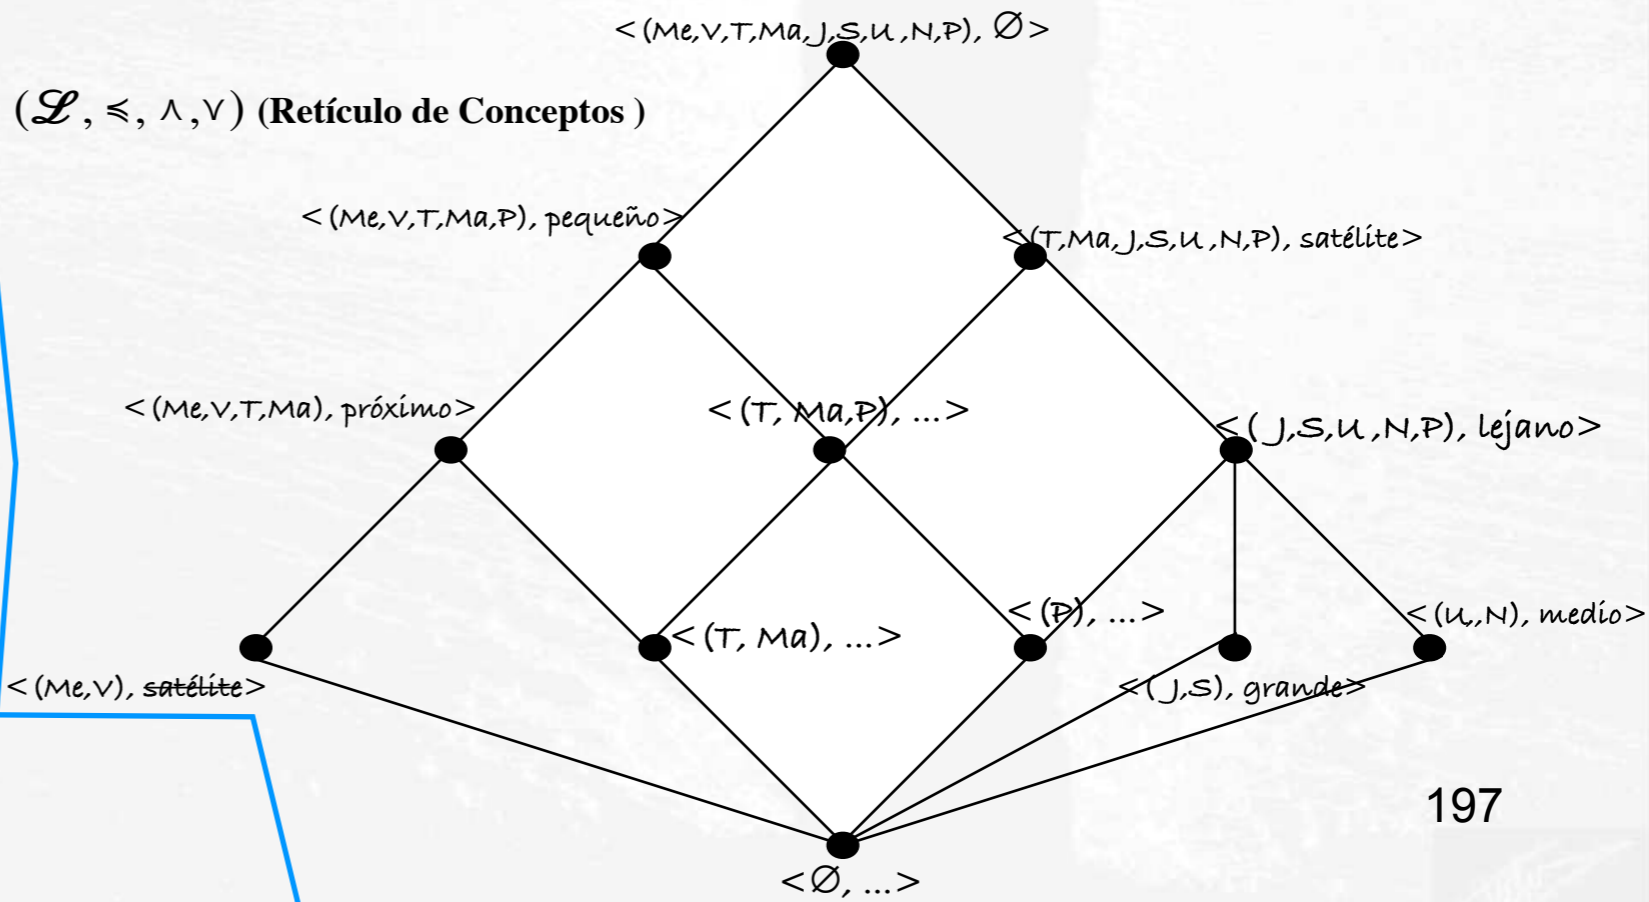 <(Me,V,T,Ma,J,S,U,N,P), ∅>
(ℒ, ≼, ∧,∨) (Retículo de Conceptos )
<(Me,V,T,Ma,P), pequeño>
<(T,Ma,J,S,U,N,P), satélite>
<(Me,V,T,Ma), próximo>
<(T, Ma,P), ...>
<( J,S,U,N,P), lejano>
<(T, Ma), ...>
<(P), ...>
<(U,,N), medio>
<(Me,V), satélite>
<( J,S), grande>
197
<∅, ...>